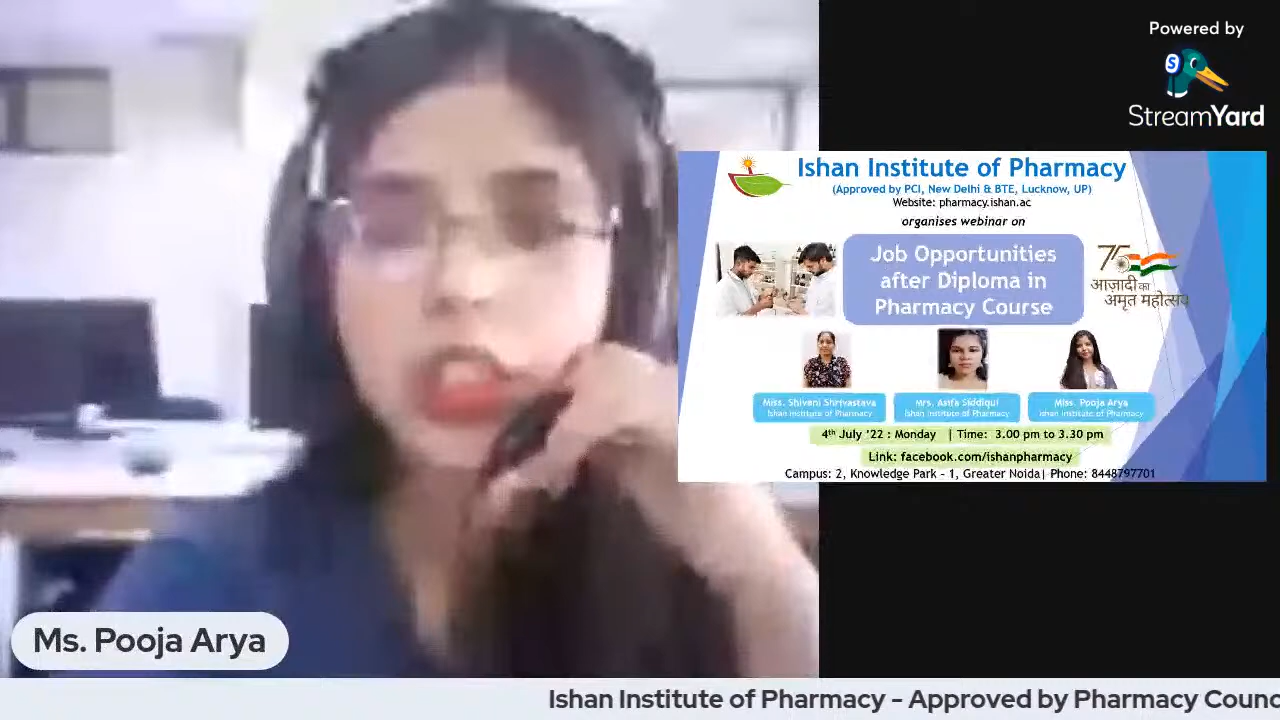 Powered by
StreamYard
Ishan Institute of Pharmacy
(Approved by PCI, New Delhi & BTE, Lucknow, UP)
Website: pharmacy.ishan.ac
organises webinar on
Job Opportunities
after Diploma in
Pharmacy Course
75
आज़ादी का
अमृत महोत्सव
Miss. Shivani Shrivastava
Ishan Institute of Pharmacy
Mrs. Asifa Siddiqui
Ishan Institute of Pharmacy
Miss. Pooja Arya
Ishan Institute of Pharmacy
4th July '22 : Monday | Time: 3.00 pm to 3.30 pm
Link: facebook.com/ishanpharmacy
Campus: 2, Knowledge Park - 1, Greater Noida| Phone: 8448797701
Ms. Pooja Arya
Ishan Institute of Pharmacy - Approved by Pharmacy Counc